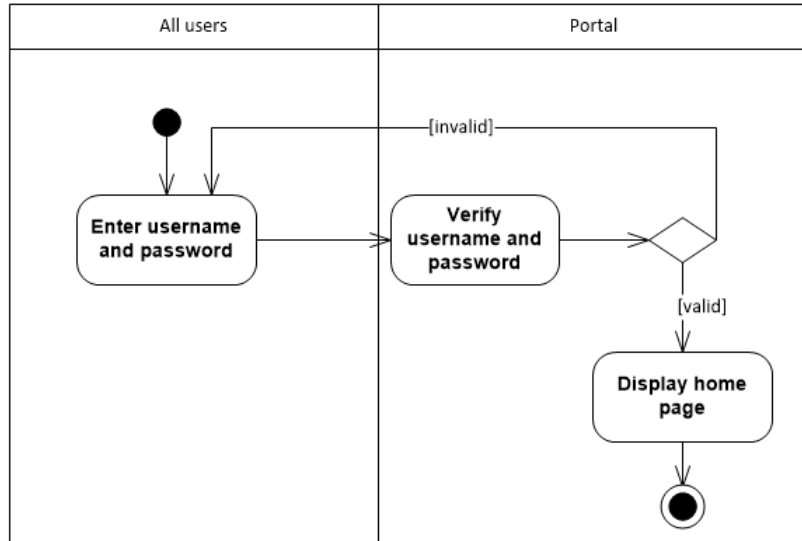 All users
Portal
[invalid]
Enter username
and password
Verify
username and
password
[valid]
Display home
page